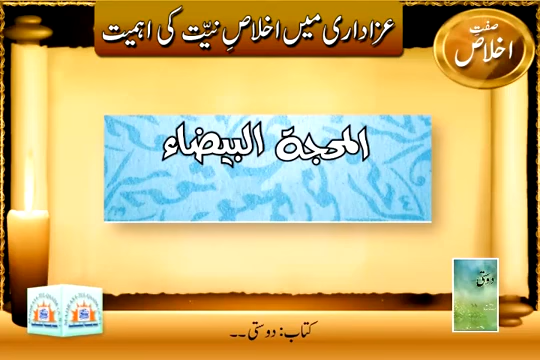 عزاداری میں اخلاصِ نیّت کی اہمیت
صفتِ
اخلاص
المحجة البيضاء
دوستی
کتاب: دوستی۔۔